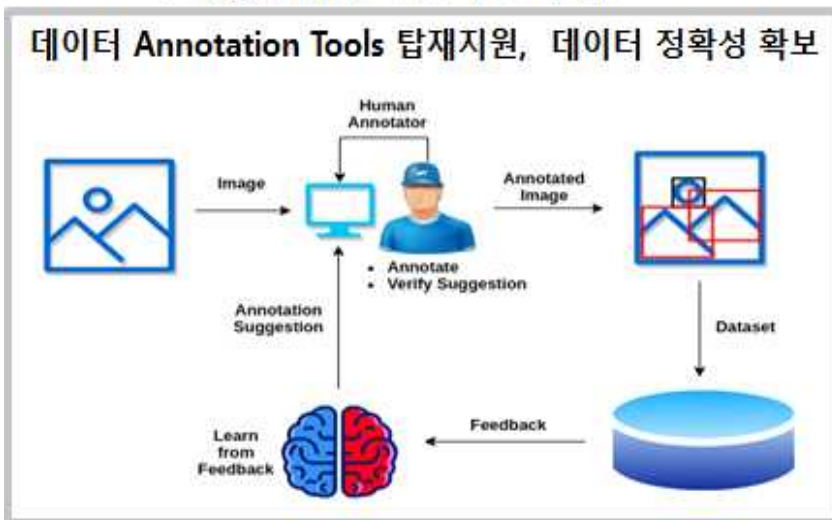 데이터 Annotation Tools 탑재지원, 데이터 정확성 확보
Human
Annotator
Image
Annotated
Image
• Annotate
• Verify Suggestion
Annotation
Suggestion
Dataset
Feedback
Learn
from
Feedback